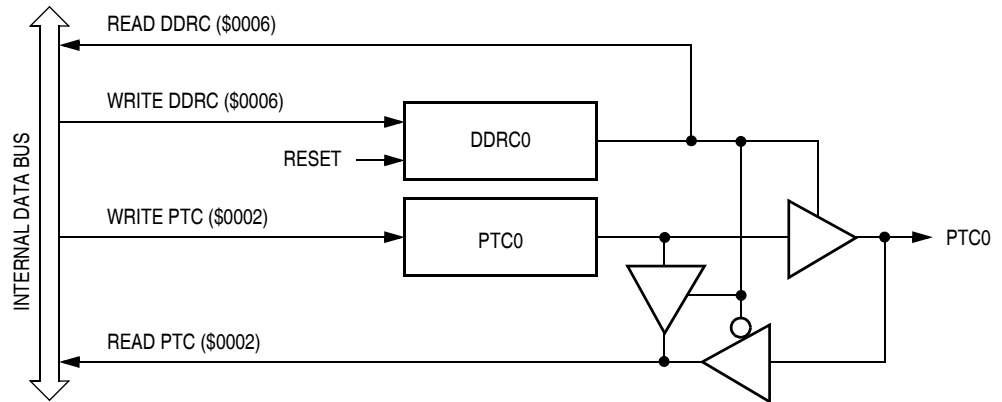 READ DDRC ($0006)
WRITE DDRC ($0006)
DDRC0
RESET
WRITE PTC ($0002)
PTC0
PTC0
READ PTC ($0002)
INTERNAL DATA BUS